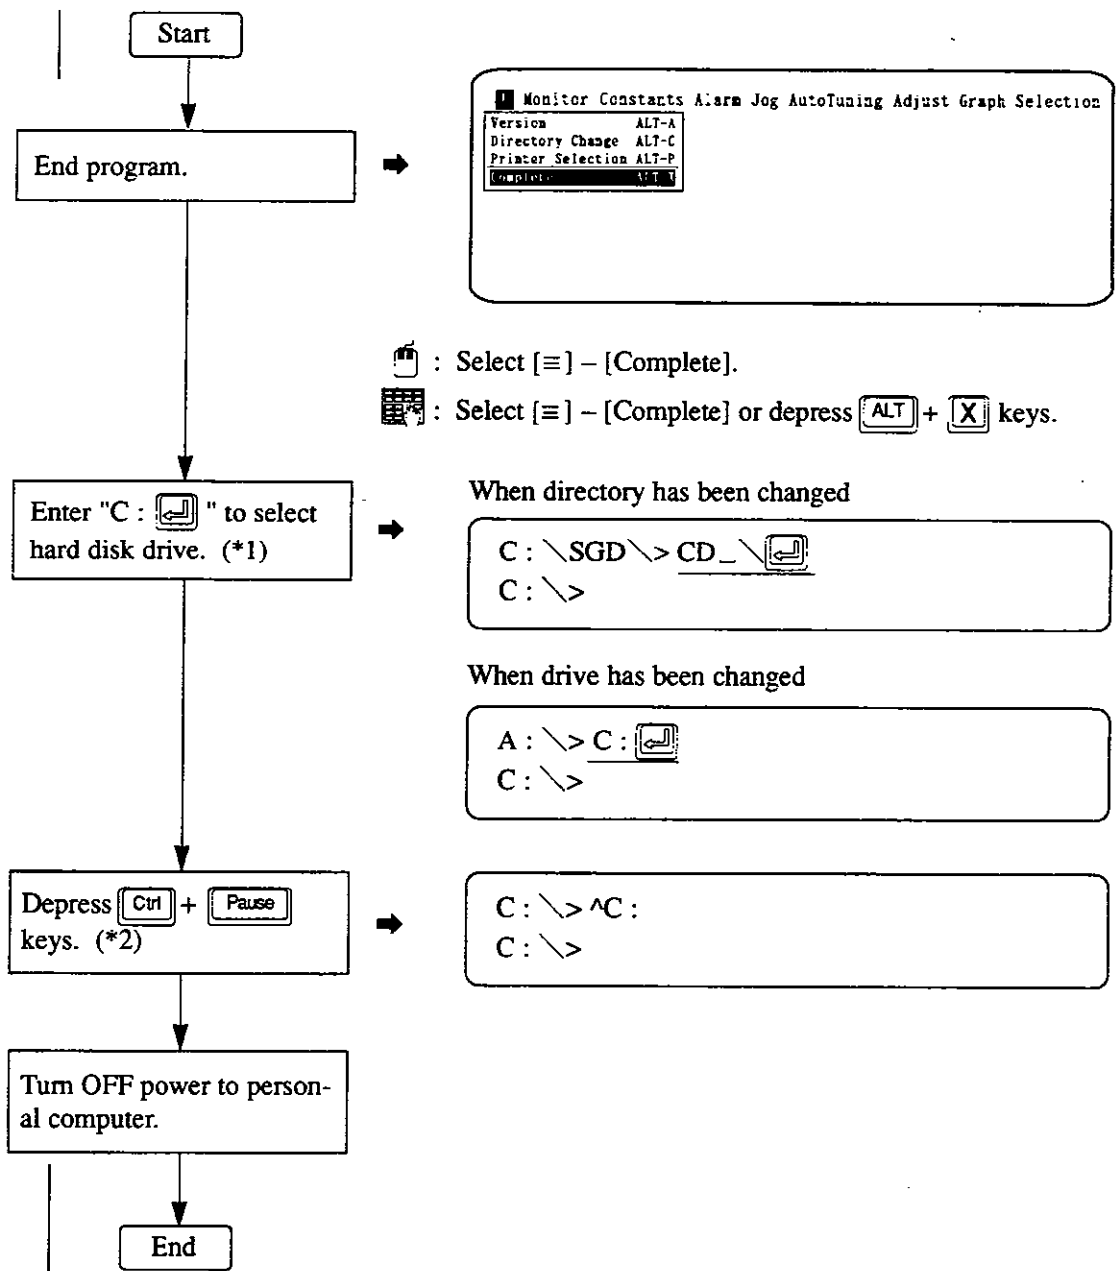 Start
End program.
Monitor Constants Alarm Jog AutoTuning Adjust Graph Selection
Version ALT-A
Directory Change ALT-C
Printer Selection ALT-P
Complete ALT-X
: Select [≡] – [Complete].
: Select [≡] – [Complete] or depress ALT + X keys.
Enter "C : ↵ " to select
hard disk drive. (*1)
When directory has been changed
C : \SGD\> CD _ \↵
C : \>
When drive has been changed
A : \> C : ↵
C : \>
Depress Ctrl + Pause
keys. (*2)
C : \> ^C :
C : \>
Turn OFF power to person-
al computer.
End